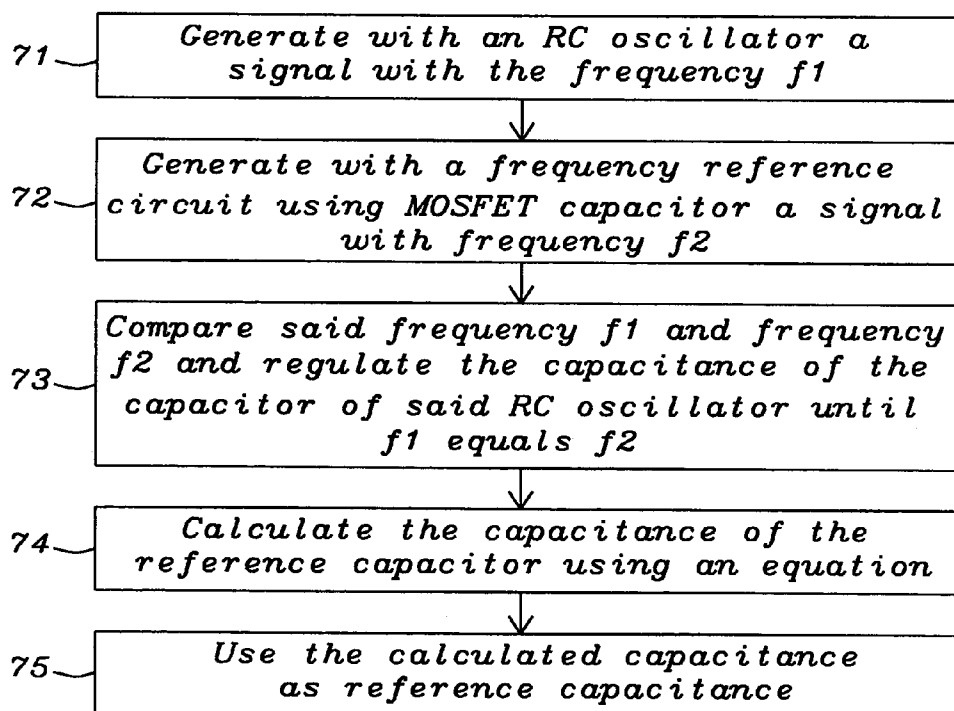 71
Generate with an RC oscillator a
signal with the frequency f1
72
Generate with a frequency reference
circuit using MOSFET capacitor a signal
with frequency f2
73
Compare said frequency f1 and frequency
f2 and regulate the capacitance of the
capacitor of said RC oscillator until
f1 equals f2
74
Calculate the capacitance of the
reference capacitor using an equation
75
Use the calculated capacitance
as reference capacitance